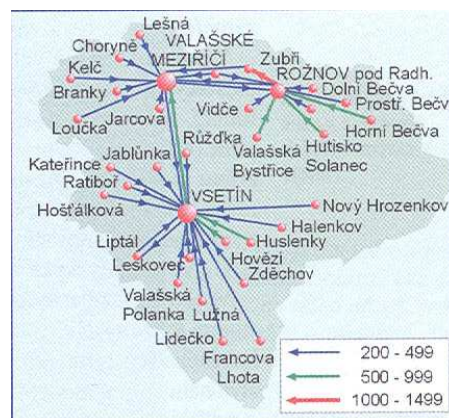 Lešná
Choryně
VALAŠSKÉ
MEZIŘÍČÍ
Zubří
Kelč
ROŽNOV pod Radh.
Branky
Dolní Bečva
Prostř. Bečv
Loučka
Jarcová
Vidče
Horní Bečva
Růžďka
Valašská
Bystřice
Hutisko
Solanec
Jablůnka
Kateřince
Ratiboř
VSETÍN
Hošťálková
Nový Hrozenkov
Halenkov
Liptál
Huslenky
Leskovec
Hovězí
Zděchov
Valašská
Polanka
Lužná
Lidečko
Francova
Lhota
200 - 499
500 - 999
1000 - 1499